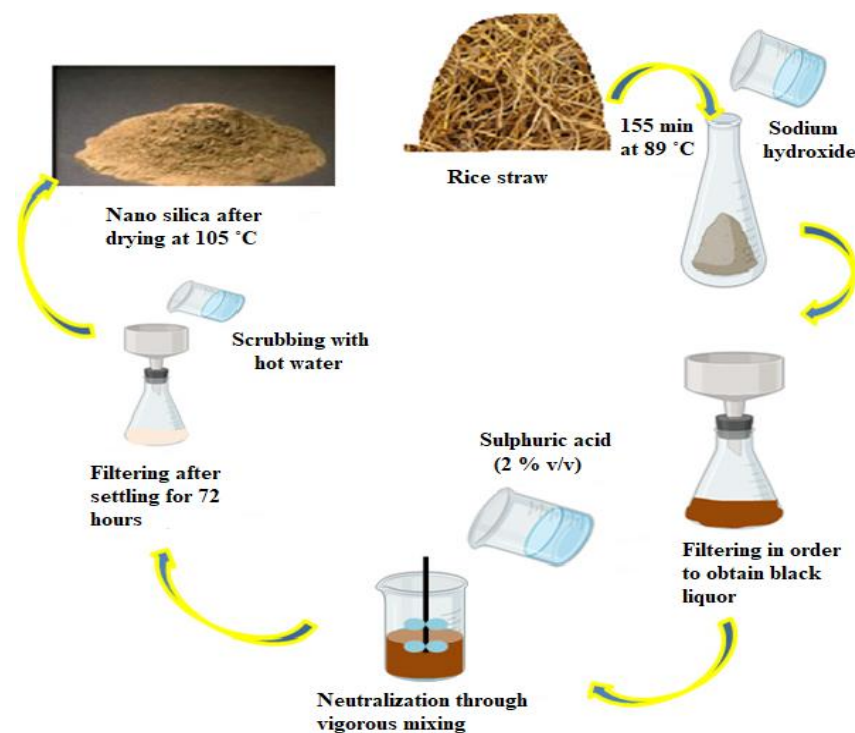 Rice straw
155 min
at 89 ˚C
Sodium
hydroxide
Filtering in order
to obtain black
liquor
Sulphuric acid
(2 % v/v)
Neutralization through
vigorous mixing
Filtering after
settling for 72
hours
Scrubbing with
hot water
Nano silica after
drying at 105 ˚C